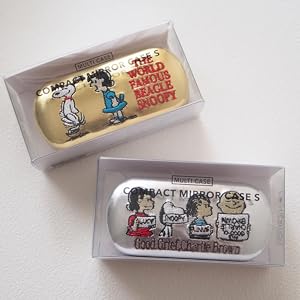 MULTI CASE
COMPACT MIRROR CASE S
THE
WORLD
FAMOUS
BEAGLE
SNOOPY
MULTI CASE
COMPACT MIRROR CASE S
SNOOPY
Good Grief, Charlie Brown